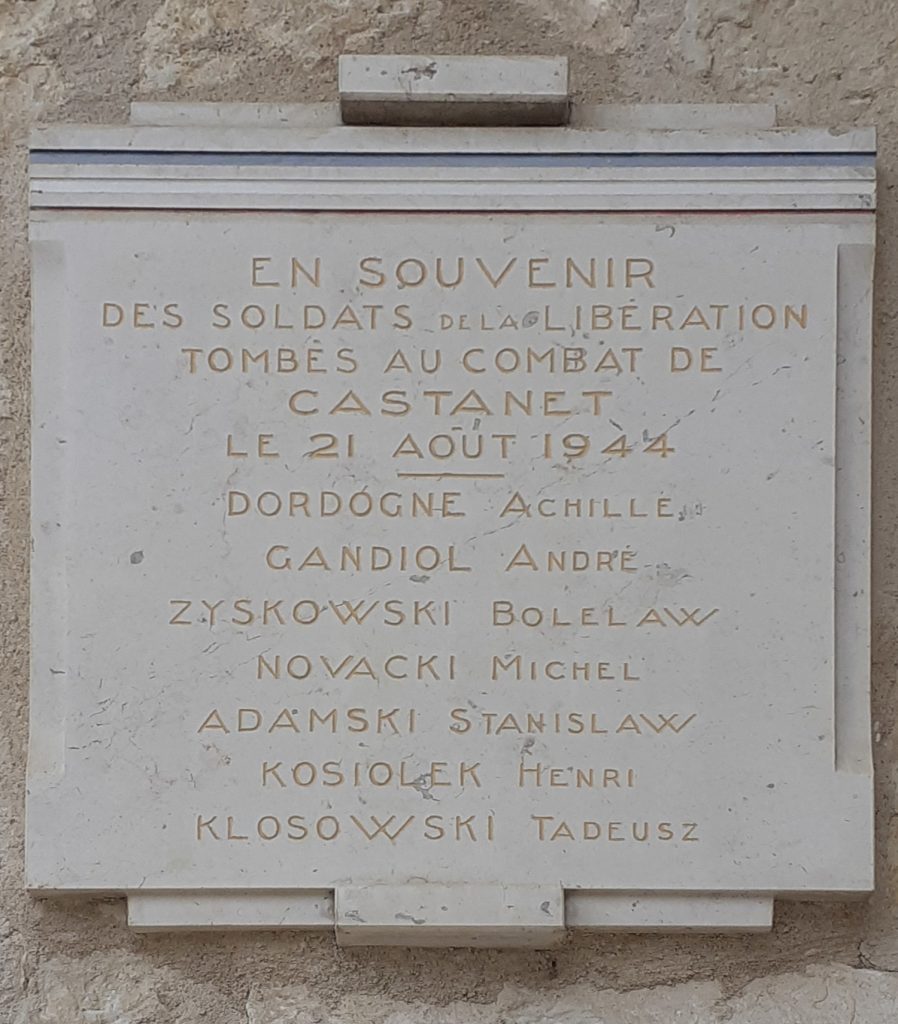 EN SOUVENIR
DES SOLDATS DE LA LIBÉRATION
TOMBÉS AU COMBAT DE
CASTANET
LE 21 AOÛT 1944
DORDOGNE ACHILLE
GANDIOL ANDRÉ
ZYSKOWSKI BOLELAW
NOVACKI MICHEL
ADAMSKI STANISLAW
KOSIOLEK HENRI
KLOSOWSKI TADEUSZ